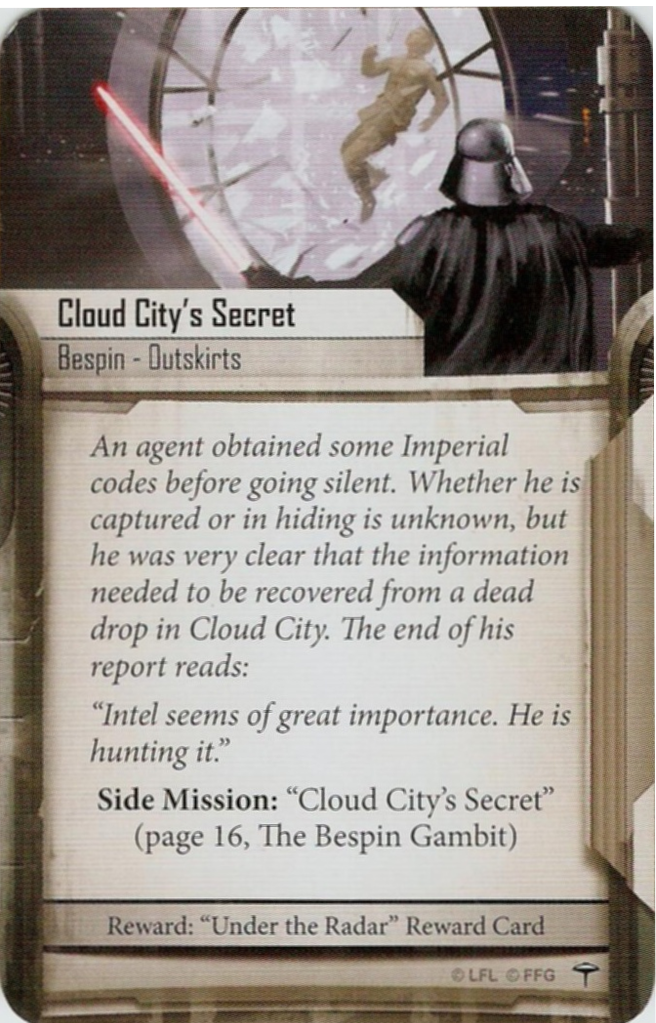 Cloud City's Secret
Bespin - Outskirts
An agent obtained some Imperial
codes before going silent. Whether he is
captured or in hiding is unknown, but
he was very clear that the information
needed to be recovered from a dead
drop in Cloud City. The end of his
report reads:
“Intel seems of great importance. He is
hunting it.”
Side Mission: “Cloud City's Secret”
(page 16, The Bespin Gambit)
Reward: “Under the Radar” Reward Card
© LFL © FFG